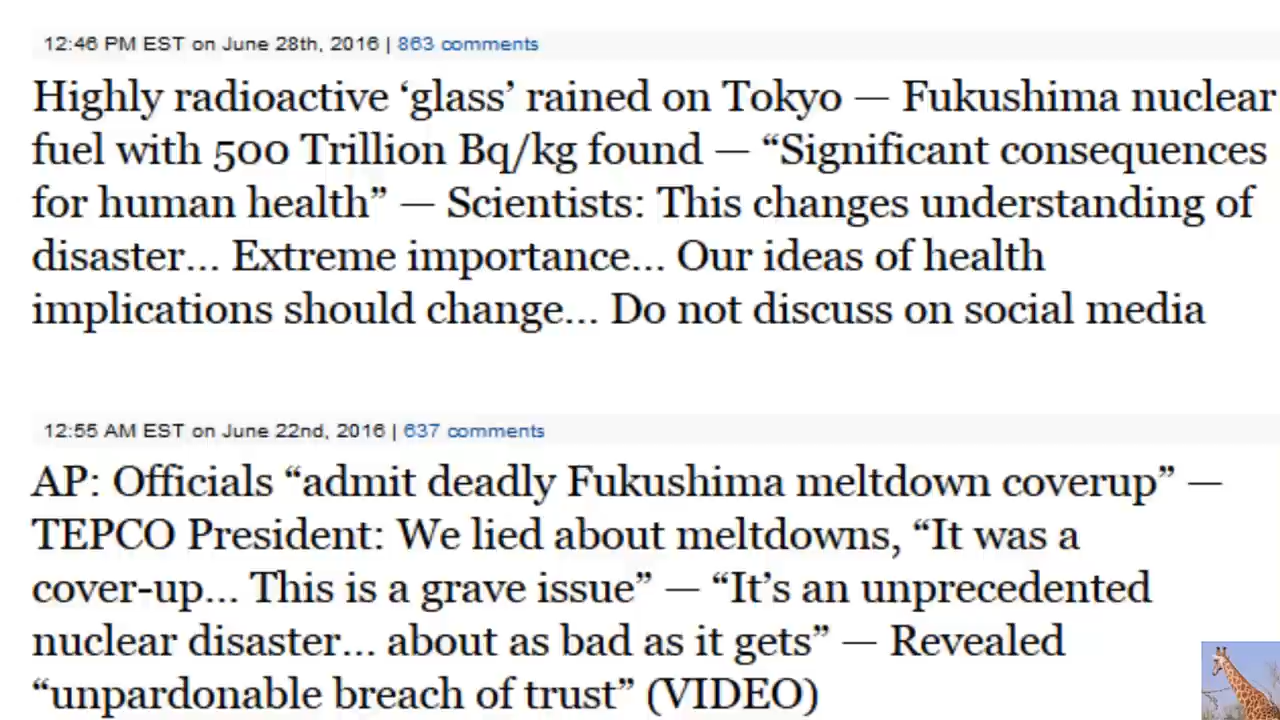 12:46 PM EST on June 28th, 2016 | 863 comments
Highly radioactive ‘glass’ rained on Tokyo — Fukushima nuclear
fuel with 500 Trillion Bq/kg found — “Significant consequences
for human health” — Scientists: This changes understanding of
disaster… Extreme importance… Our ideas of health
implications should change… Do not discuss on social media
12:55 AM EST on June 22nd, 2016 | 637 comments
AP: Officials “admit deadly Fukushima meltdown coverup” —
TEPCO President: We lied about meltdowns, “It was a
cover-up… This is a grave issue” — “It’s an unprecedented
nuclear disaster… about as bad as it gets” — Revealed
“unpardonable breach of trust” (VIDEO)